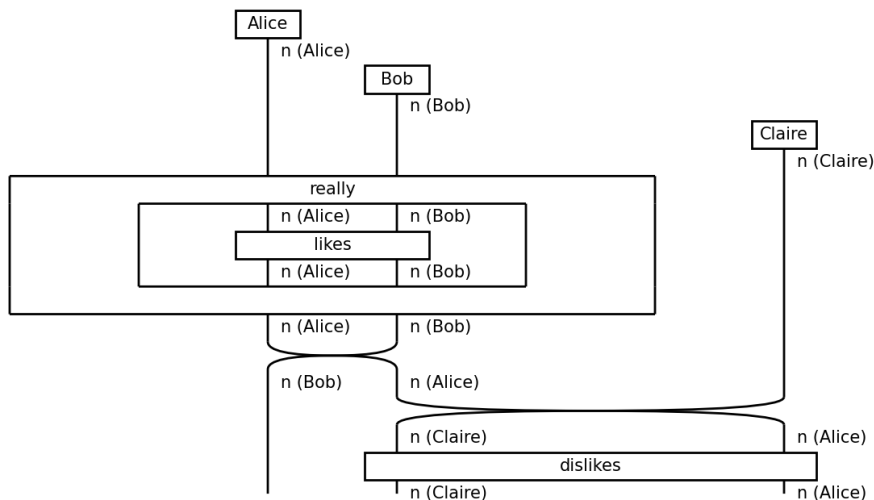 Alice
n (Alice)
Bob
n (Bob)
Claire
n (Claire)
really
n (Alice) n (Bob)
likes
n (Alice) n (Bob)
n (Alice) n (Bob)
n (Bob) n (Alice)
n (Claire) n (Alice)
dislikes
n (Claire) n (Alice)